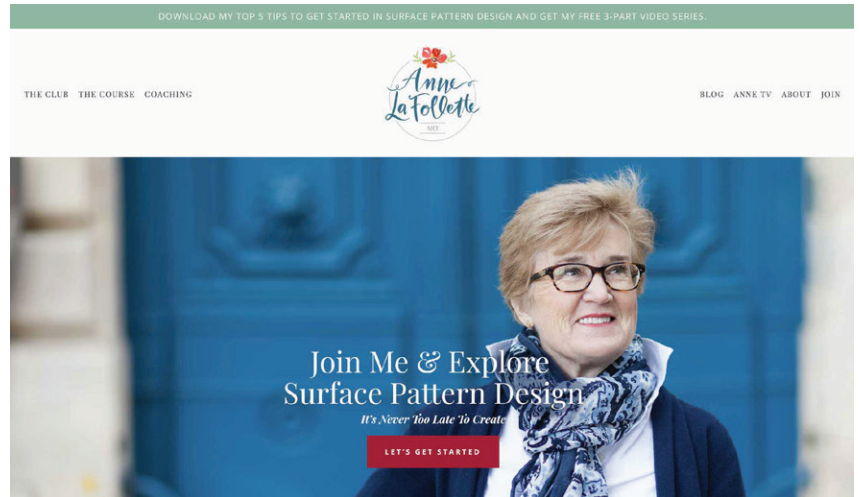 DOWNLOAD MY TOP 5 TIPS TO GET STARTED IN SURFACE PATTERN DESIGN AND GET MY FREE 3-PART VIDEO SERIES.
THE CLUB THE COURSE COACHING
Anne
LaFollette
ART
BLOG ANNE TV ABOUT JOIN
Join Me & Explore
Surface Pattern Design
It's Never Too Late To Create
LET'S GET STARTED